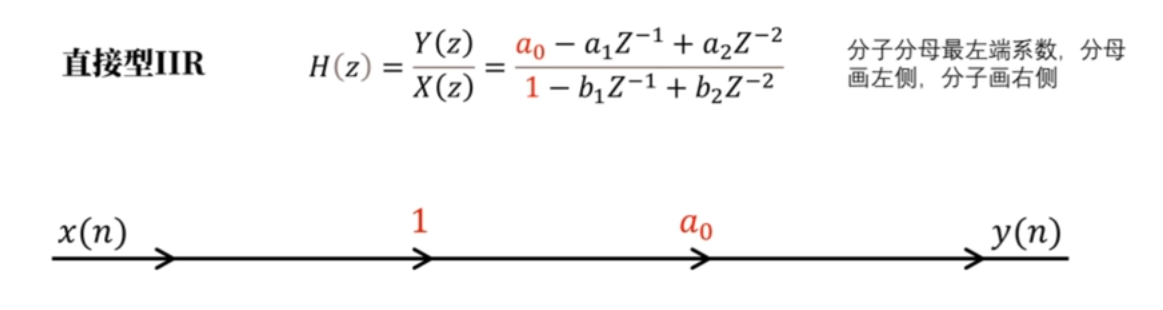 直接型IIR
H(z) = Y(z)/X(z) = (a₀ − a₁Z⁻¹ + a₂Z⁻²)/(1 − b₁Z⁻¹ + b₂Z⁻²)
分子分母最左端系数，分母
画左侧，分子画右侧
x(n) 1 a₀ y(n)